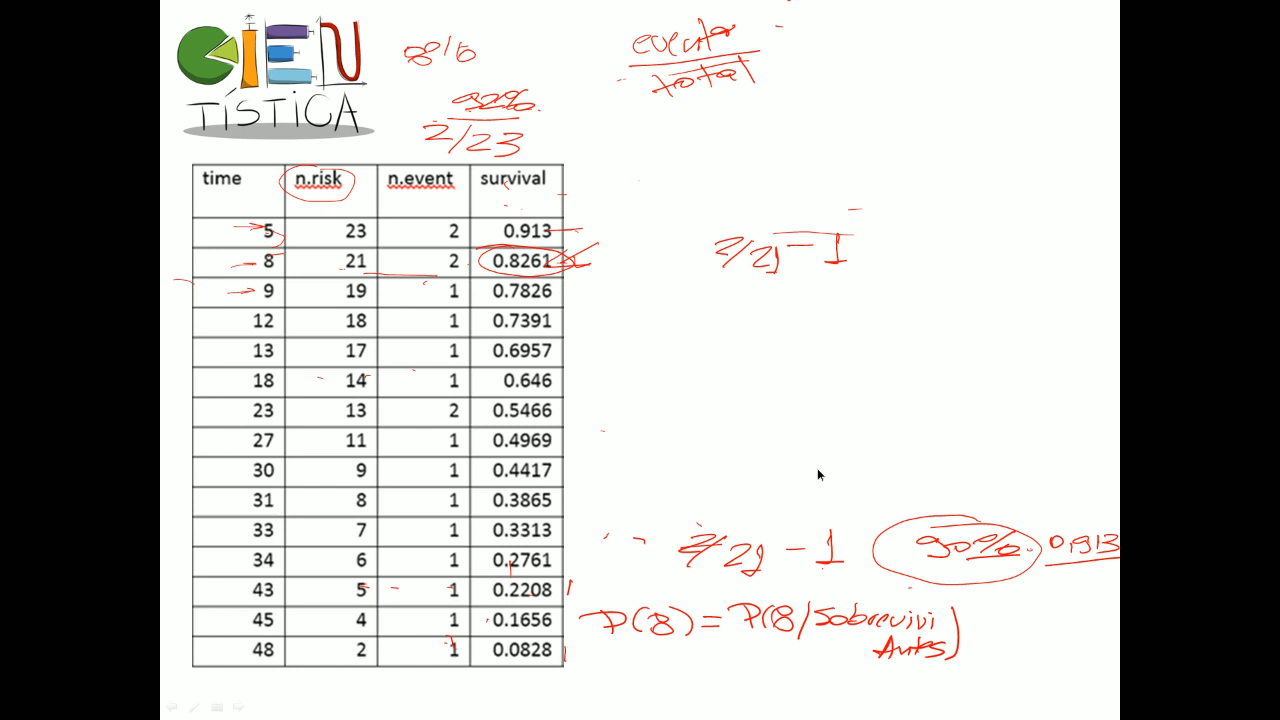 CIEN
TÍSTICA
8%
92%
2/23
evento
total
time n.risk n.event survival
5 23 2 0.913
8 21 2 0.8261
9 19 1 0.7826
12 18 1 0.7391
13 17 1 0.6957
18 14 1 0.646
23 13 2 0.5466
27 11 1 0.4969
30 9 1 0.4417
31 8 1 0.3865
33 7 1 0.3313
34 6 1 0.2761
43 5 1 0.2208
45 4 1 0.1656
48 2 1 0.0828
2/21 - 1
2/21 - 1 90% 0.913
P(8) = P(8/Sobrevivi
Antes)